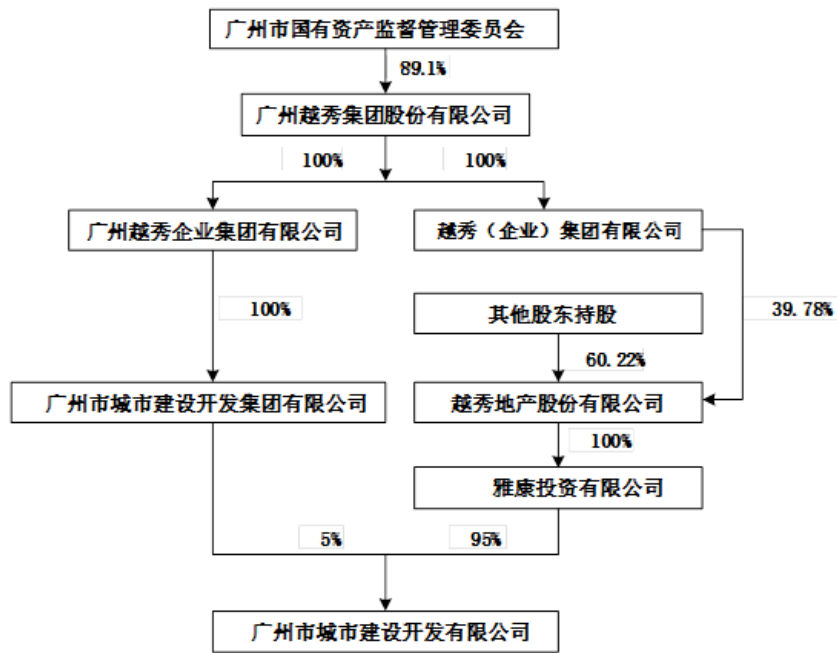 广州市国有资产监督管理委员会
89.1%
广州越秀集团股份有限公司
100%
100%
广州越秀企业集团有限公司
越秀（企业）集团有限公司
100%
其他股东持股
39.78%
60.22%
广州市城市建设开发集团有限公司
越秀地产股份有限公司
100%
雅康投资有限公司
5%
95%
广州市城市建设开发有限公司